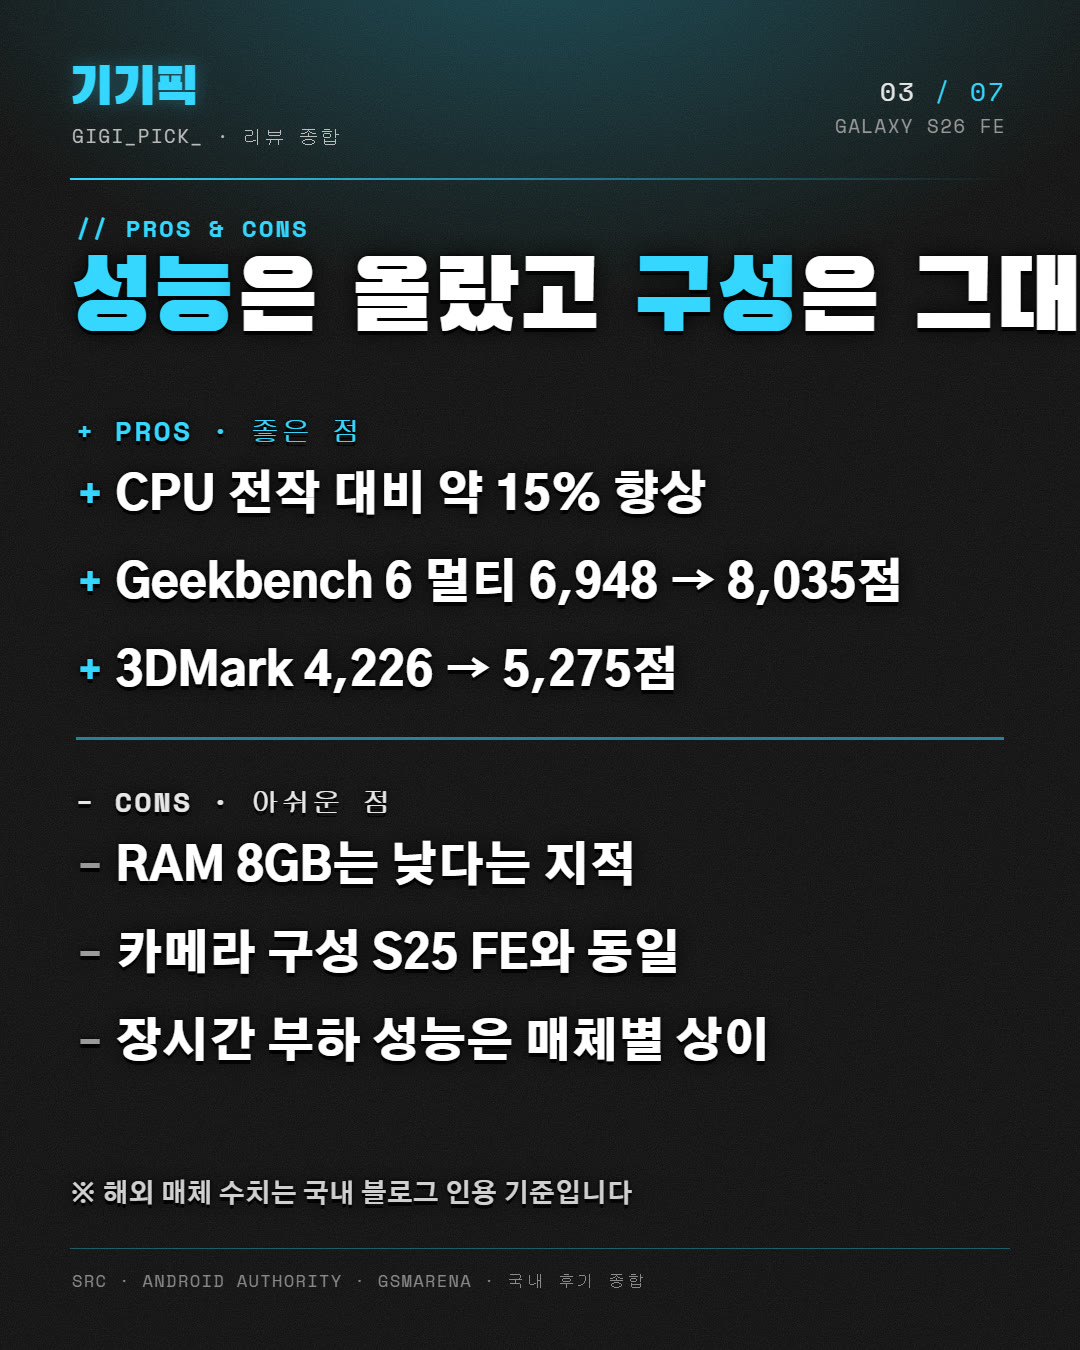 기기픽
GIGI_PICK_ · 리뷰 종합
03 / 07
GALAXY S26 FE
// PROS & CONS
성능은 올랐고 구성은 그대
+ PROS · 좋은 점
+ CPU 전작 대비 약 15% 향상
+ Geekbench 6 멀티 6,948 → 8,035점
+ 3DMark 4,226 → 5,275점
- CONS · 아쉬운 점
- RAM 8GB는 낮다는 지적
- 카메라 구성 S25 FE와 동일
- 장시간 부하 성능은 매체별 상이
※ 해외 매체 수치는 국내 블로그 인용 기준입니다
SRC · ANDROID AUTHORITY · GSMARENA · 국내 후기 종합